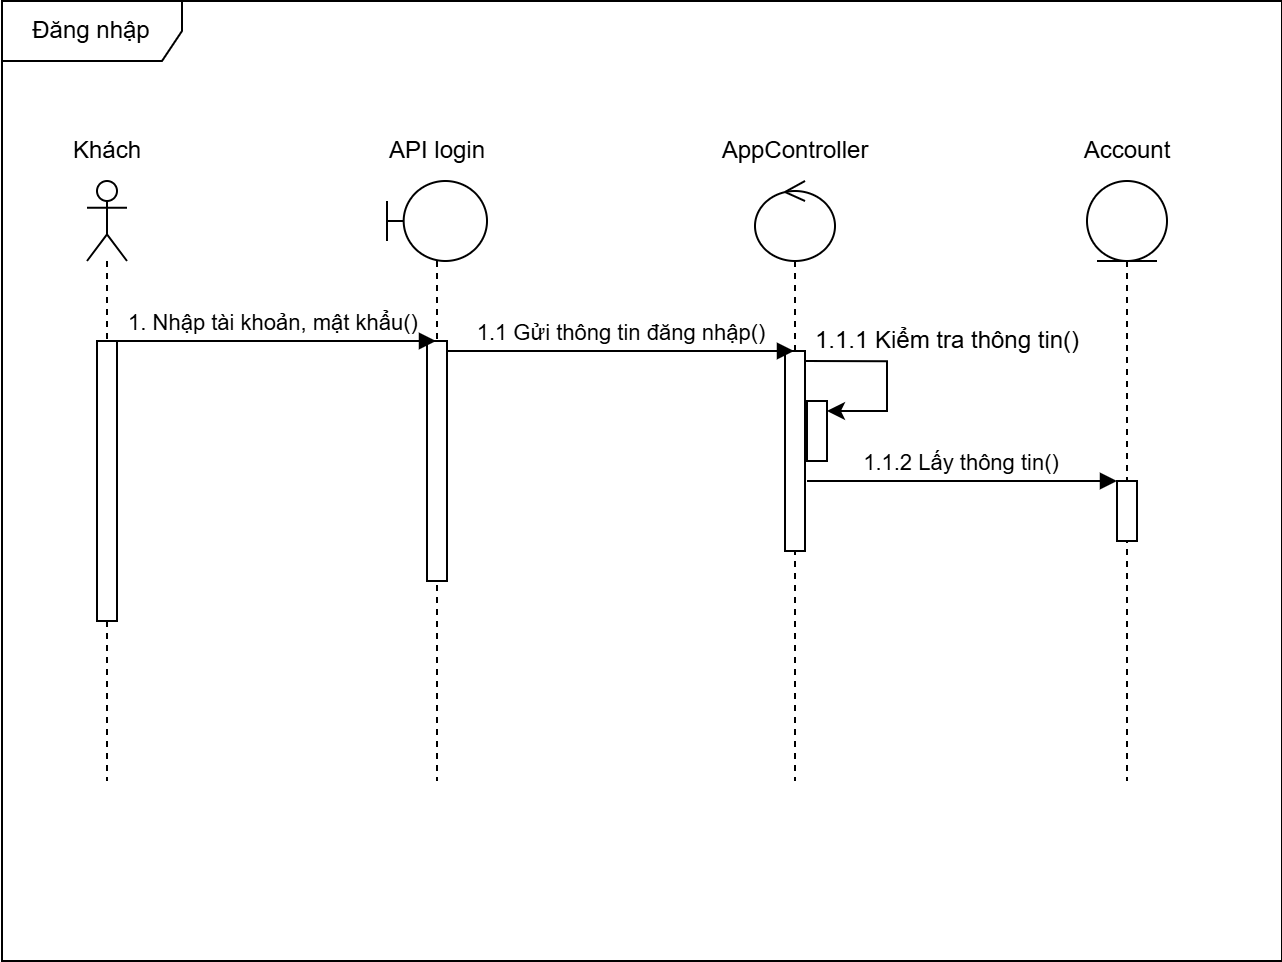 Đăng nhập
Khách
API login
AppController
Account
1. Nhập tài khoản, mật khẩu()
1.1 Gửi thông tin đăng nhập()
1.1.1 Kiểm tra thông tin()
1.1.2 Lấy thông tin()